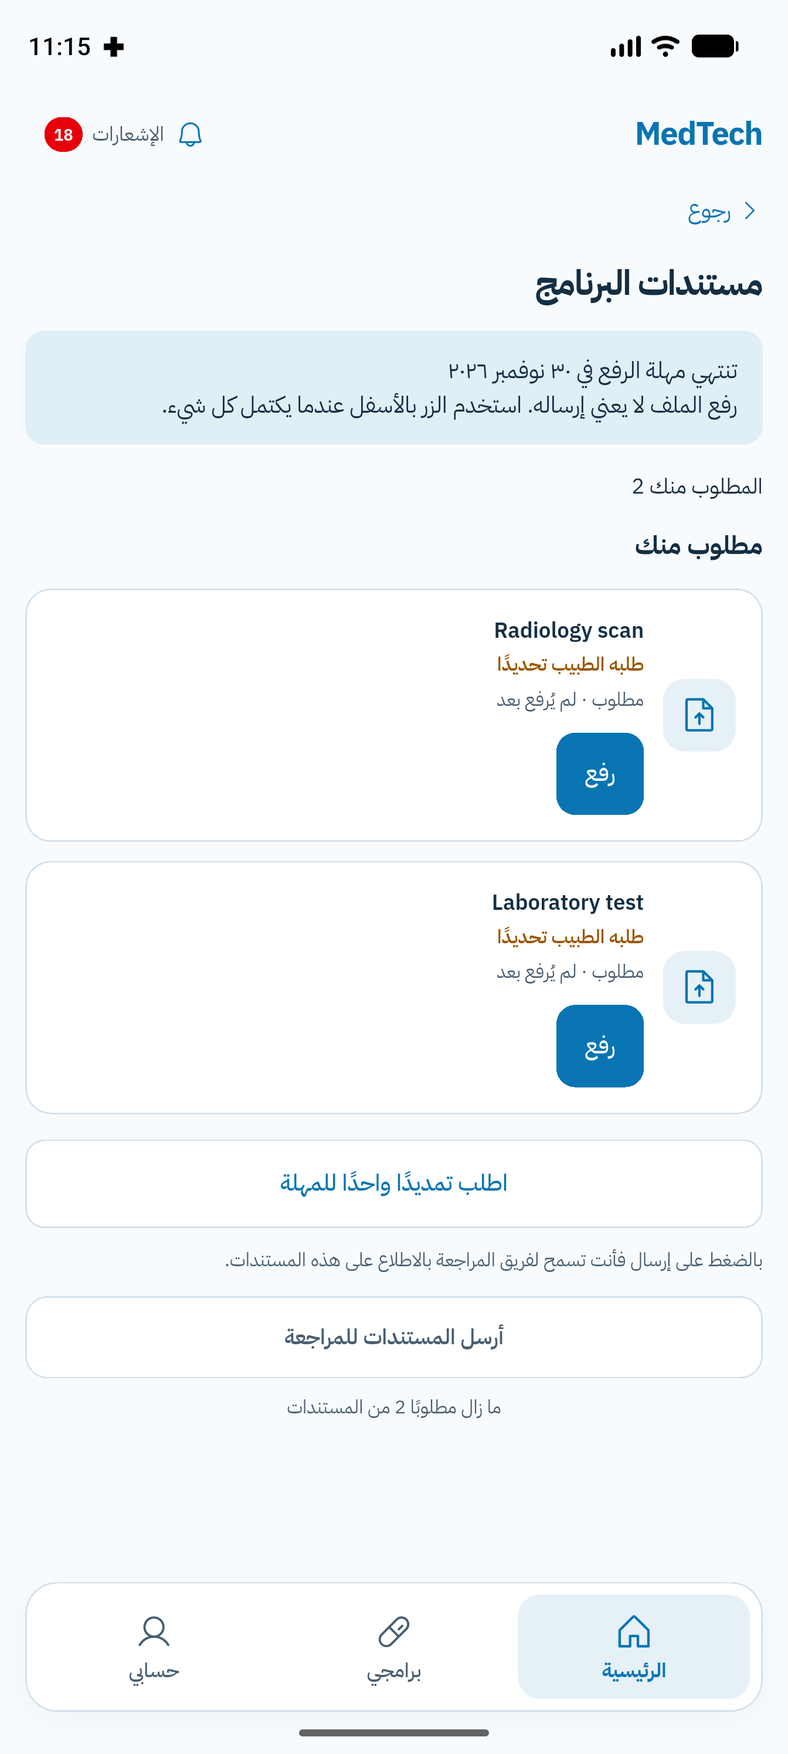 11:15
MedTech
الإشعارات 18
رجوع
مستندات البرنامج
تنتهي مهلة الرفع في ٣٠ نوفمبر ٢٠٢٦
رفع الملف لا يعني إرساله. استخدم الزر بالأسفل عندما يكتمل كل شيء.
المطلوب منك 2
مطلوب منك
Radiology scan
طلبه الطبيب تحديدًا
مطلوب · لم يُرفع بعد
رفع
Laboratory test
طلبه الطبيب تحديدًا
مطلوب · لم يُرفع بعد
رفع
اطلب تمديدًا واحدًا للمهلة
بالضغط على إرسال فأنت تسمح لفريق المراجعة بالاطلاع على هذه المستندات.
أرسل المستندات للمراجعة
ما زال مطلوبًا 2 من المستندات
الرئيسية
برامجي
حسابي